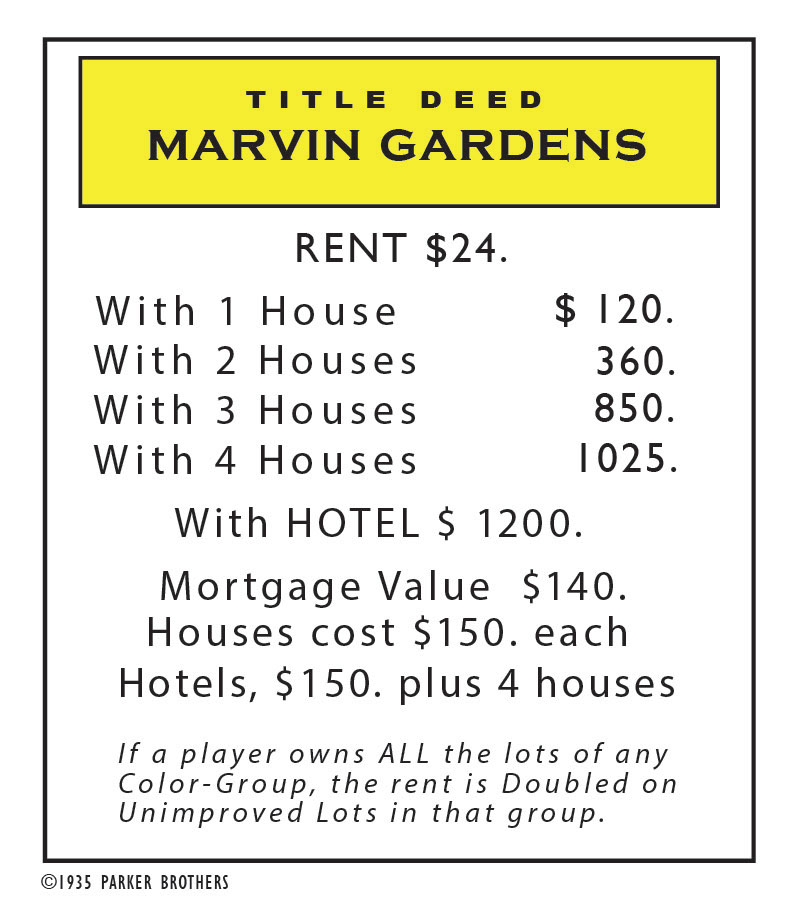 TITLE DEED
MARVIN GARDENS
RENT $24.
With 1 House $ 120.
With 2 Houses 360.
With 3 Houses 850.
With 4 Houses 1025.
With HOTEL $ 1200.
Mortgage Value $140.
Houses cost $150. each
Hotels, $150. plus 4 houses
If a player owns ALL the lots of any
Color-Group, the rent is Doubled on
Unimproved Lots in that group.
©1935 PARKER BROTHERS